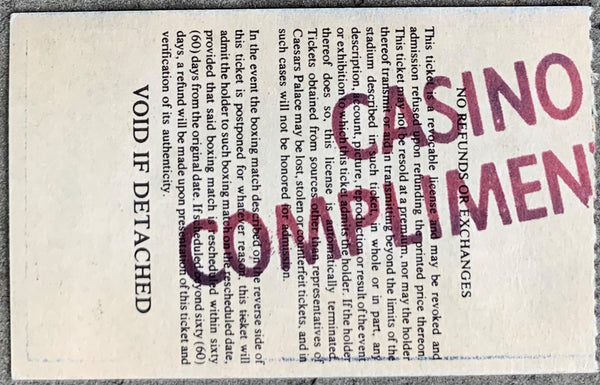 NO REFUNDS OR EXCHANGES
This ticket is a revocable license and may be revoked and
admission refused upon refunding the printed price thereon.
This ticket may not be resold at a premium, nor may the holder
thereof transmit or aid in transmitting beyond the limits of the
stadium described in such ticket, in whole or in part, any
description, account, picture, reproduction or result of the event
or exhibition to which this ticket admits the holder. If the holder
thereof does so, this license is automatically terminated.
Tickets obtained from sources other than representatives of
Caesars Palace may be lost, stolen or counterfeit tickets, and in
such cases will not be honored for admission.
In the event the boxing match described on the reverse side of
this ticket is postponed for whatever reason, this ticket will
admit the holder to such boxing match on the rescheduled date,
provided that said boxing match is rescheduled within sixty
(60) days from the original date. If scheduled beyond sixty (60)
days, a refund will be made upon presentation of this ticket and
verification of its authenticity.
VOID IF DETACHED
CASINO
COMPLIMEN